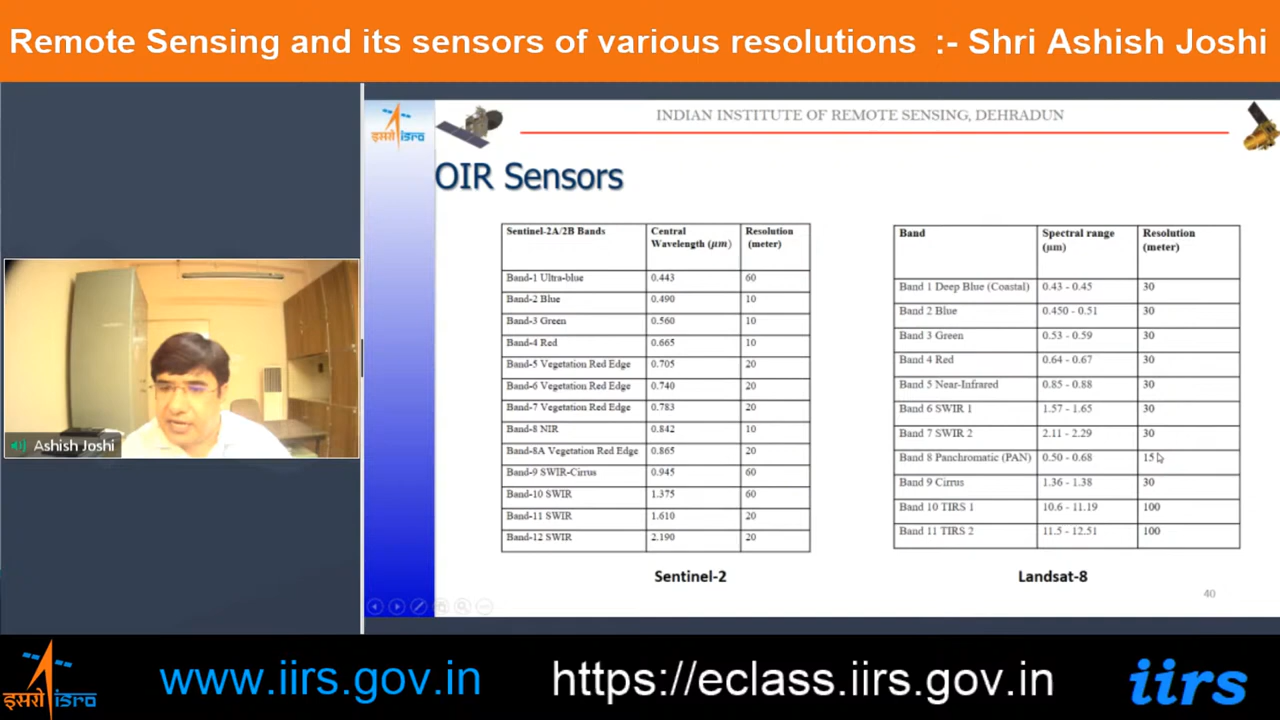 Remote Sensing and its sensors of various resolutions :- Shri Ashish Joshi
इसरो isro
INDIAN INSTITUTE OF REMOTE SENSING, DEHRADUN
OIR Sensors
Sentinel-2A/2B Bands Central Wavelength (μm) Resolution (meter)
Band-1 Ultra-blue 0.443 60
Band-2 Blue 0.490 10
Band-3 Green 0.560 10
Band-4 Red 0.665 10
Band-5 Vegetation Red Edge 0.705 20
Band-6 Vegetation Red Edge 0.740 20
Band-7 Vegetation Red Edge 0.783 20
Band-8 NIR 0.842 10
Band-8A Vegetation Red Edge 0.865 20
Band-9 SWIR-Cirrus 0.945 60
Band-10 SWIR 1.375 60
Band-11 SWIR 1.610 20
Band-12 SWIR 2.190 20
Sentinel-2
Band Spectral range (μm) Resolution (meter)
Band 1 Deep Blue (Coastal) 0.43 - 0.45 30
Band 2 Blue 0.450 - 0.51 30
Band 3 Green 0.53 - 0.59 30
Band 4 Red 0.64 - 0.67 30
Band 5 Near-Infrared 0.85 - 0.88 30
Band 6 SWIR 1 1.57 - 1.65 30
Band 7 SWIR 2 2.11 - 2.29 30
Band 8 Panchromatic (PAN) 0.50 - 0.68 15
Band 9 Cirrus 1.36 - 1.38 30
Band 10 TIRS 1 10.6 - 11.19 100
Band 11 TIRS 2 11.5 - 12.51 100
Landsat-8
40
Ashish Joshi
इसरो isro
www.iirs.gov.in
https://eclass.iirs.gov.in
iirs